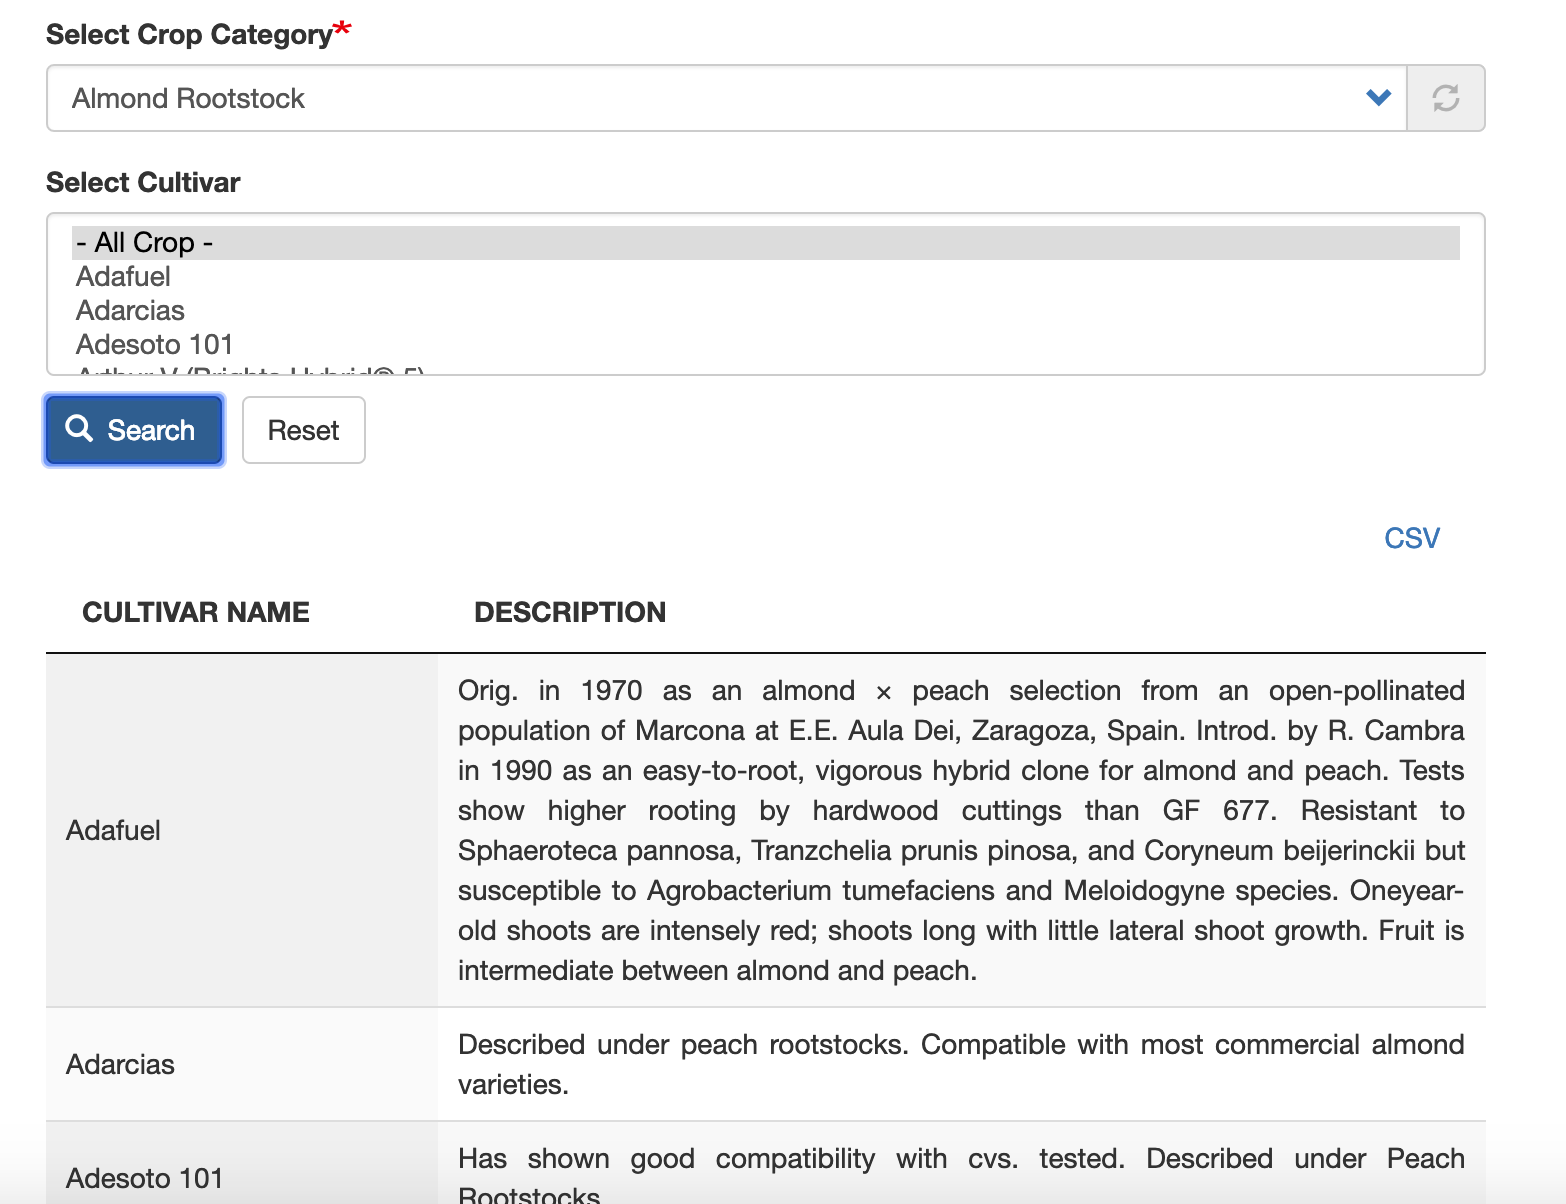 Select Crop Category*
Almond Rootstock
Select Cultivar
- All Crop -
Adafuel
Adarcias
Adesoto 101
Search
Reset
CSV
CULTIVAR NAME
DESCRIPTION
Adafuel
Orig. in 1970 as an almond × peach selection from an open-pollinated
population of Marcona at E.E. Aula Dei, Zaragoza, Spain. Introd. by R. Cambra
in 1990 as an easy-to-root, vigorous hybrid clone for almond and peach. Tests
show higher rooting by hardwood cuttings than GF 677. Resistant to
Sphaeroteca pannosa, Tranzchelia prunis pinosa, and Coryneum beijerinckii but
susceptible to Agrobacterium tumefaciens and Meloidogyne species. Oneyear-
old shoots are intensely red; shoots long with little lateral shoot growth. Fruit is
intermediate between almond and peach.
Adarcias
Described under peach rootstocks. Compatible with most commercial almond
varieties.
Adesoto 101
Has shown good compatibility with cvs. tested. Described under Peach
Rootstocks